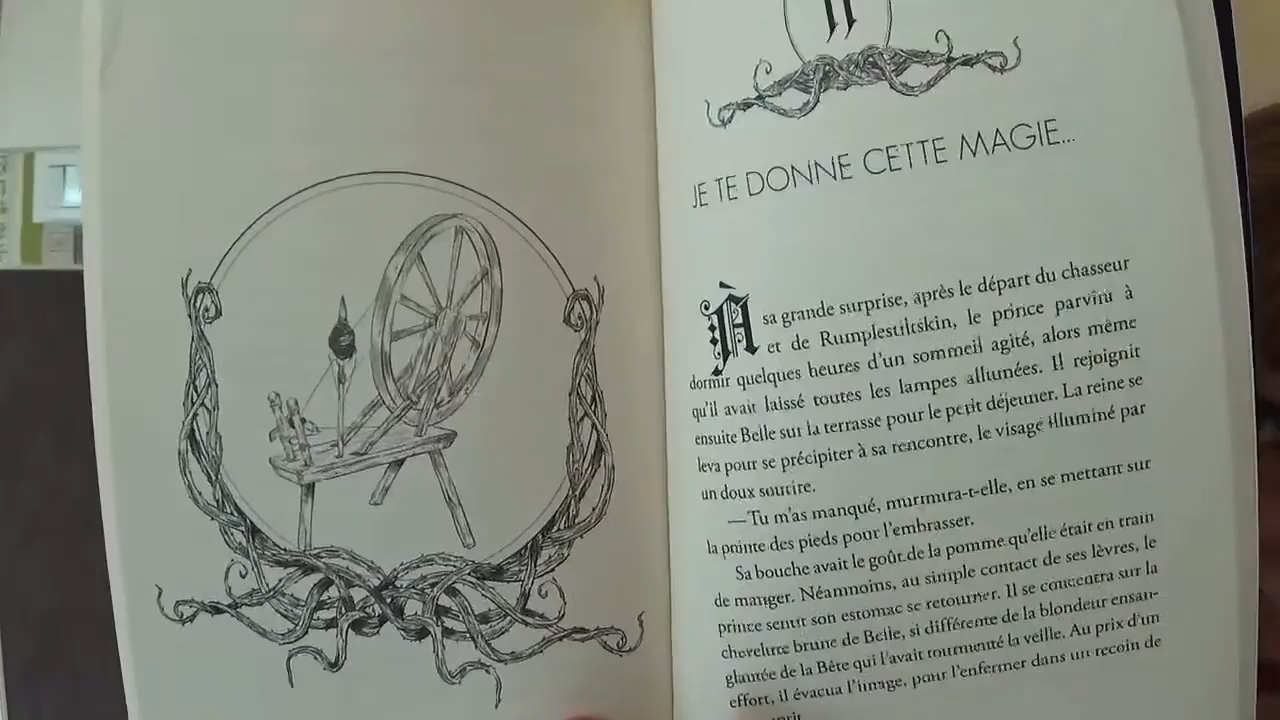 JE TE DONNE CETTE MAGIE...
À sa grande surprise, après le départ du chasseur
et de Rumplestiltskin, le prince parvint à
dormir quelques heures d'un sommeil agité, alors même
qu'il avait laissé toutes les lampes allumées. Il rejoignit
ensuite Belle sur la terrasse pour le petit déjeuner. La reine se
leva pour se précipiter à sa rencontre, le visage illuminé par
un doux sourire.
—Tu m'as manqué, murmura-t-elle, en se mettant sur
la pointe des pieds pour l'embrasser.
Sa bouche avait le goût de la pomme qu'elle était en train
de manger. Néanmoins, au simple contact de ses lèvres, le
prince sentit son estomac se retourner. Il se concentra sur la
chevelure brune de Belle, si différente de la blondeur ensan-
glantée de la Bête qui l'avait tourmenté la veille. Au prix d'un
effort, il évacua l'image, pour l'enfermer dans un recoin de